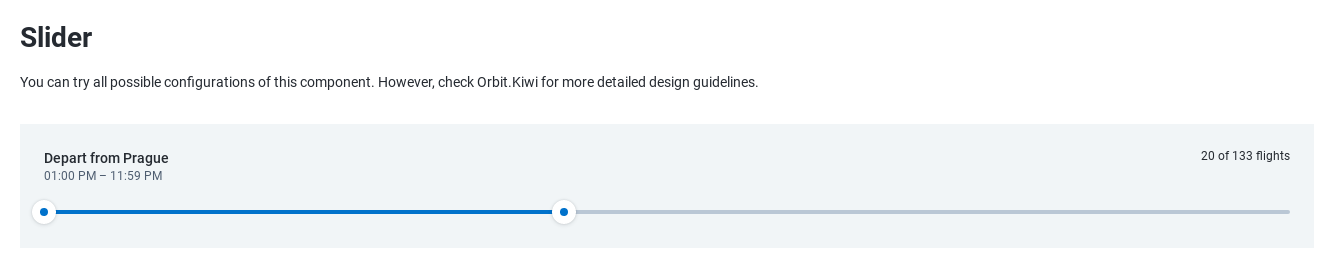 Slider
You can try all possible configurations of this component. However, check Orbit.Kiwi for more detailed design guidelines.
Depart from Prague
20 of 133 flights
01:00 PM – 11:59 PM